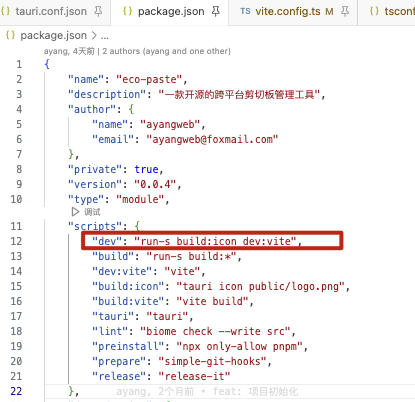 {} tauri.conf.json {} package.json vite.config.ts M tscon
{} package.json > ...
ayang, 4天前 | 2 authors (ayang and one other)
1 {
2 "name": "eco-paste",
3 "description": "一款开源的跨平台剪切板管理工具",
4 "author": {
5 "name": "ayangweb",
6 "email": "ayangweb@foxmail.com"
7 },
8 "private": true,
9 "version": "0.0.4",
10 "type": "module",
调试
11 "scripts": {
12 "dev": "run-s build:icon dev:vite",
13 "build": "run-s build:*",
14 "dev:vite": "vite",
15 "build:icon": "tauri icon public/logo.png",
16 "build:vite": "vite build",
17 "tauri": "tauri",
18 "lint": "biome check --write src",
19 "preinstall": "npx only-allow pnpm",
20 "prepare": "simple-git-hooks",
21 "release": "release-it"
22 }, ayang, 2个月前 • feat: 项目初始化